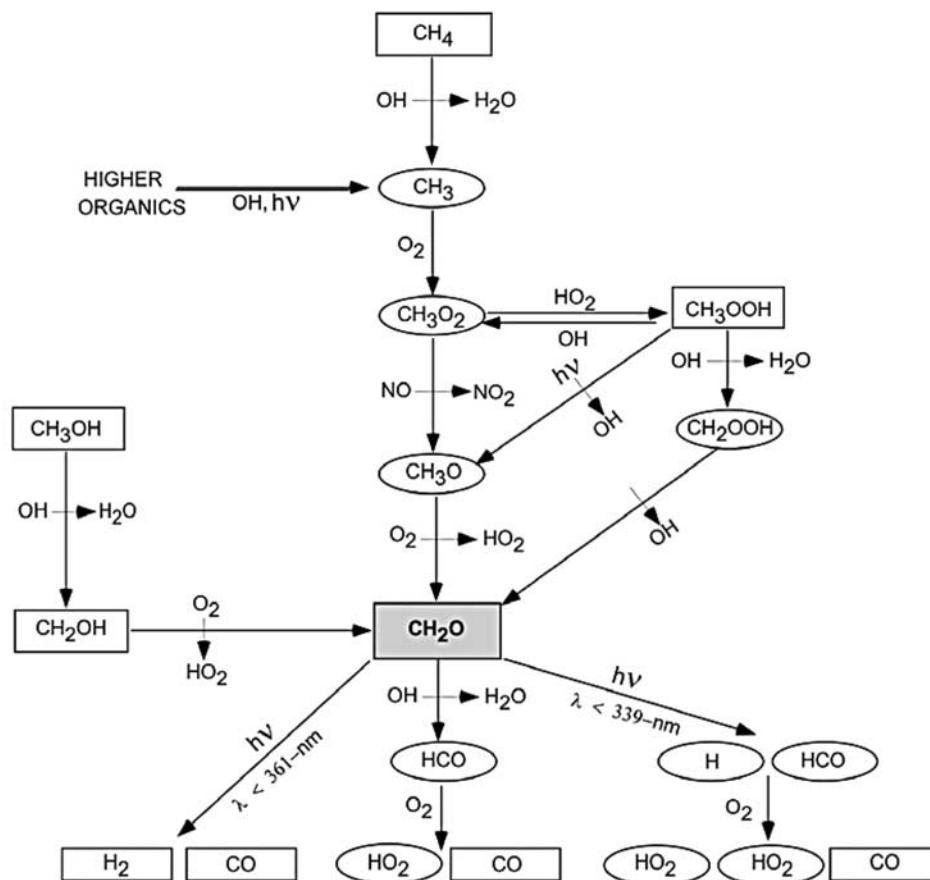 CH₄
OH H₂O
HIGHER
ORGANICS
OH, hν
CH₃
O₂
CH₃O₂
HO₂
OH
CH₃OOH
NO NO₂
hν
OH
OH H₂O
CH₃OH
CH₃O
CH₂OOH
OH H₂O
O₂ HO₂
OH
CH₂OH
O₂
HO₂
CH₂O
hν
λ < 361–nm
OH H₂O
hν
λ < 339–nm
HCO
H HCO
O₂
O₂
H₂ CO
HO₂ CO
HO₂ HO₂ CO